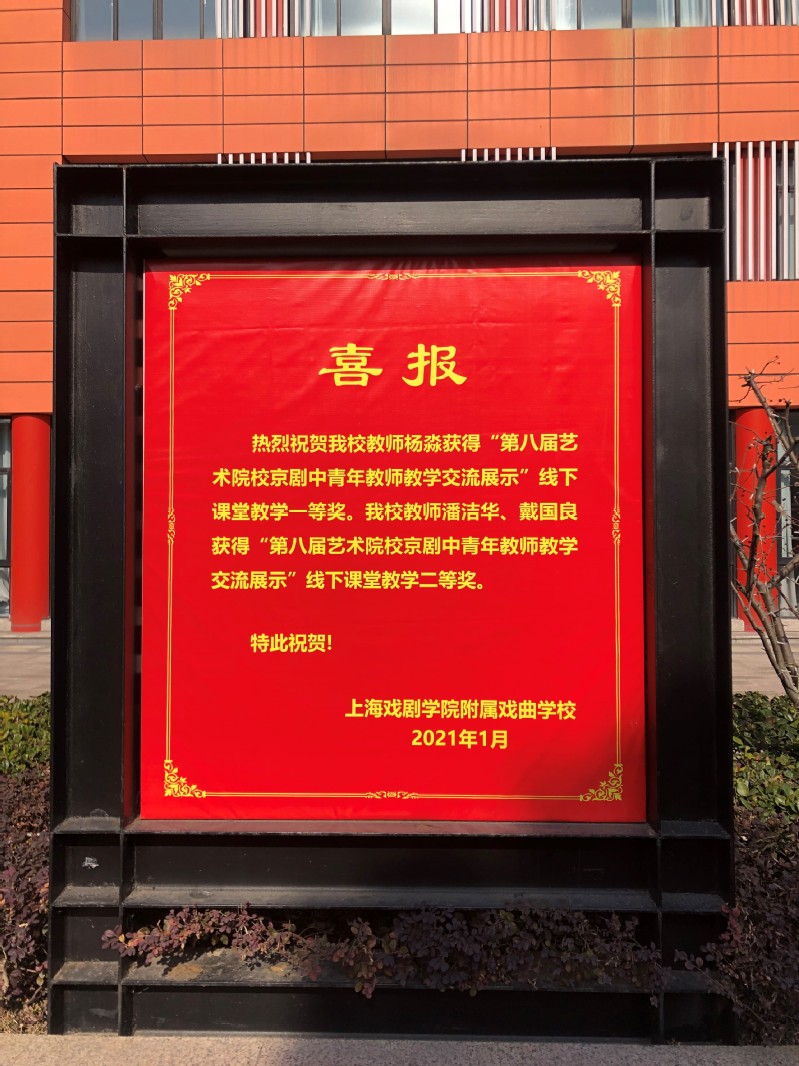 喜报
热烈祝贺我校教师杨淼获得“第八届艺
术院校京剧中青年教师教学交流展示”线下
课堂教学一等奖。我校教师潘洁华、戴国良
获得“第八届艺术院校京剧中青年教师教学
交流展示”线下课堂教学二等奖。
特此祝贺!
上海戏剧学院附属戏曲学校
2021年1月